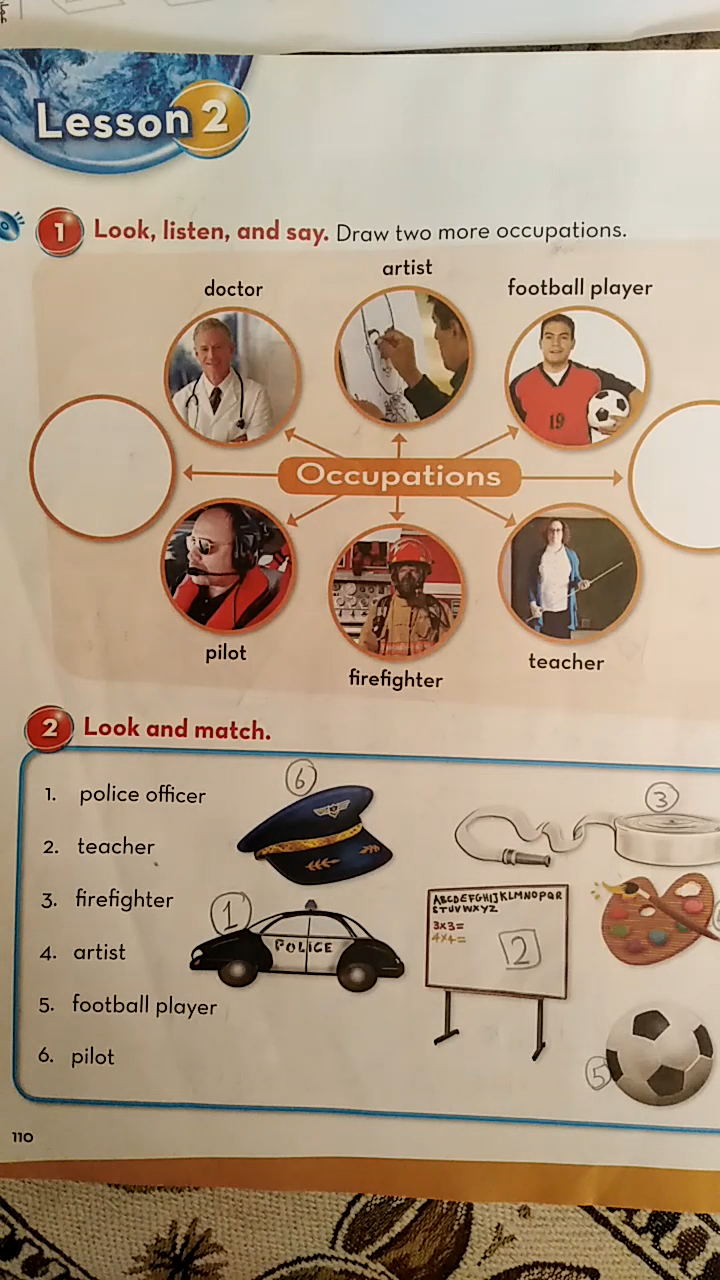 Lesson 2
1 Look, listen, and say. Draw two more occupations.
doctor
artist
football player
Occupations
19
pilot
firefighter
teacher
2 Look and match.
1. police officer
2. teacher
3. firefighter
4. artist
5. football player
6. pilot
6
3
1
POLICE
ABCDEFGHIJKLMNOPQR
STUVWXYZ
3x3=
4x4=
2
5
110